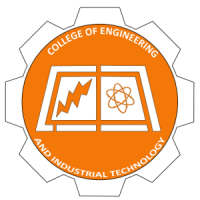 COLLEGE OF ENGINEERING
AND INDUSTRIAL TECHNOLOGY